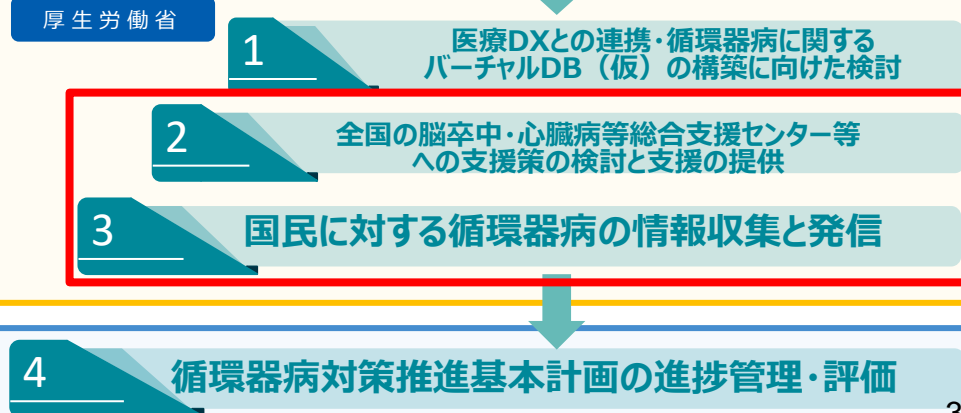 厚生労働省
1
医療DXとの連携・循環器病に関する
バーチャルDB（仮）の構築に向けた検討
2
全国の脳卒中・心臓病等総合支援センター等
への支援策の検討と支援の提供
3
国民に対する循環器病の情報収集と発信
4
循環器病対策推進基本計画の進捗管理・評価